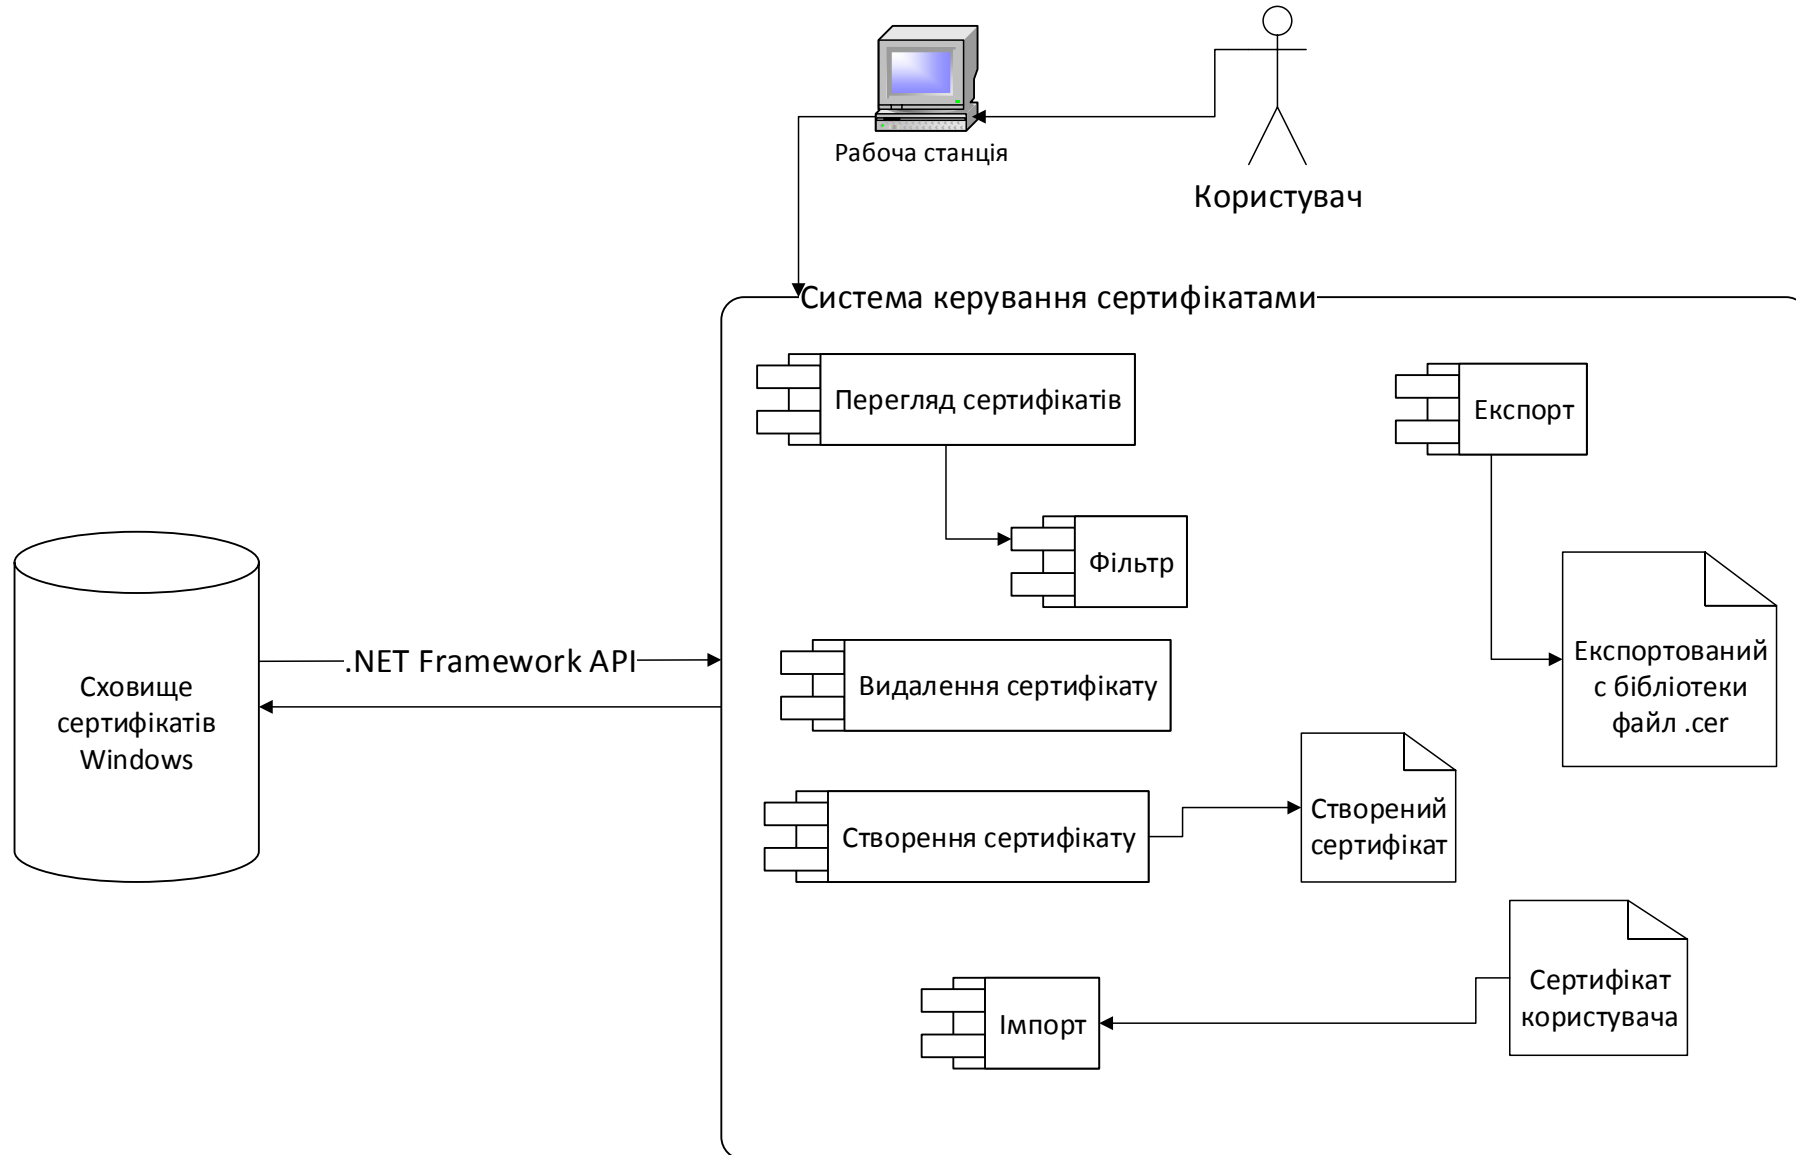 Рабоча станція
Користувач
Система керування сертифікатами
Перегляд сертифікатів
Експорт
Фільтр
.NET Framework API
Сховище
сертифікатів
Windows
Видалення сертифікату
Експортований
с бібліотеки
файл .cer
Створення сертифікату
Створений
сертифікат
Імпорт
Сертифікат
користувача